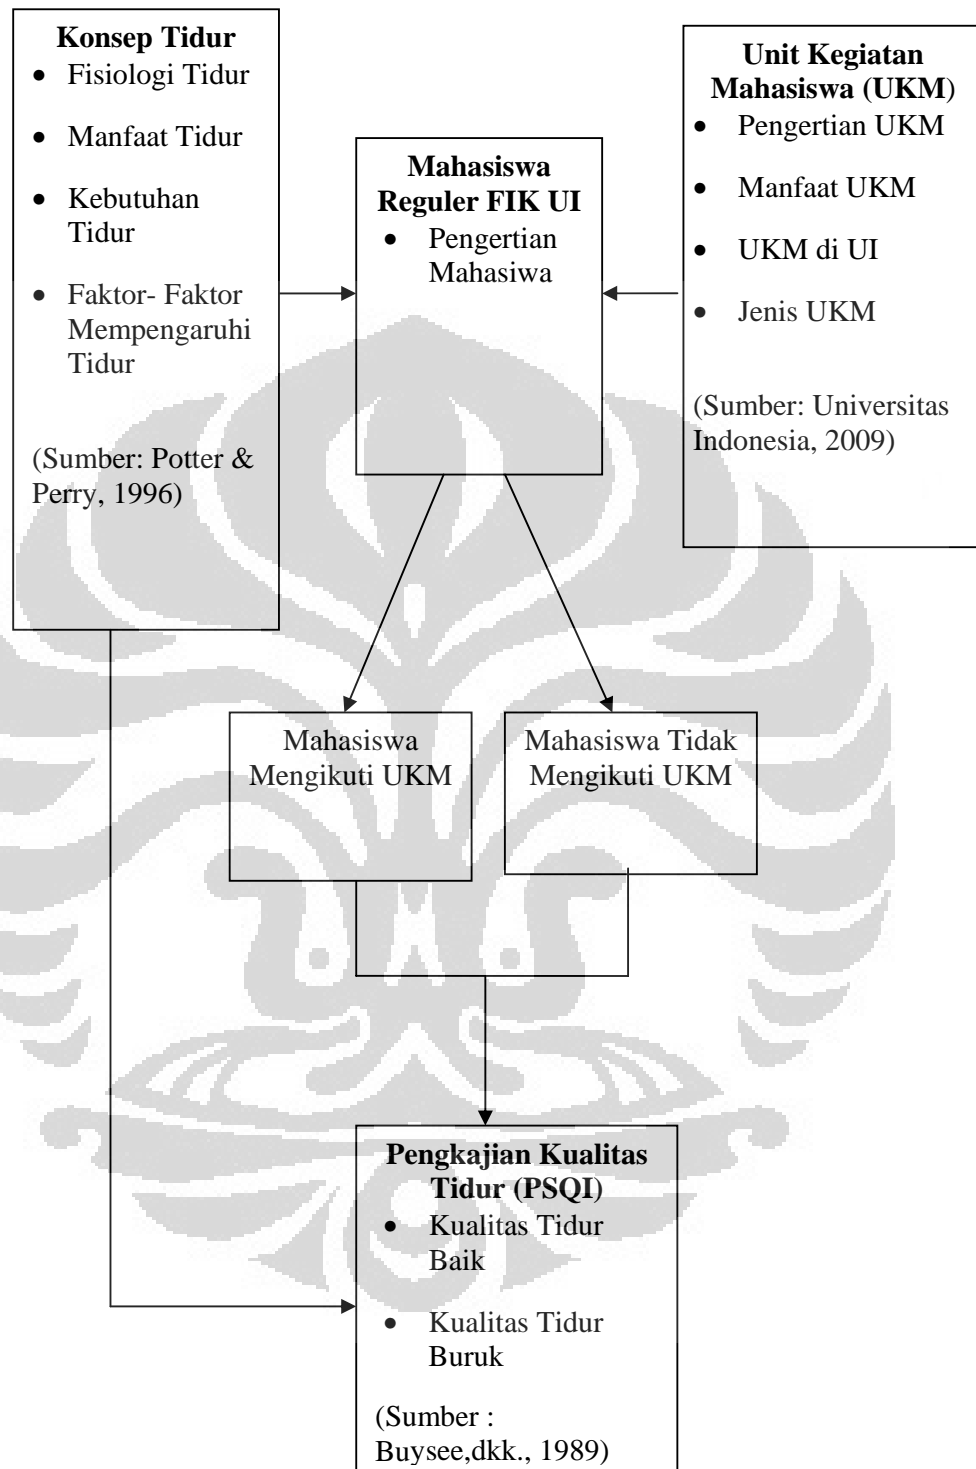 Konsep Tidur
• Fisiologi Tidur
• Manfaat Tidur
• Kebutuhan
Tidur
• Faktor- Faktor
Mempengaruhi
Tidur
(Sumber: Potter &
Perry, 1996)
Mahasiswa
Reguler FIK UI
• Pengertian
Mahasiwa
Unit Kegiatan
Mahasiswa (UKM)
• Pengertian UKM
• Manfaat UKM
• UKM di UI
• Jenis UKM
(Sumber: Universitas
Indonesia, 2009)
Mahasiswa
Mengikuti UKM
Mahasiswa Tidak
Mengikuti UKM
Pengkajian Kualitas
Tidur (PSQI)
• Kualitas Tidur
Baik
• Kualitas Tidur
Buruk
(Sumber :
Buysee,dkk., 1989)